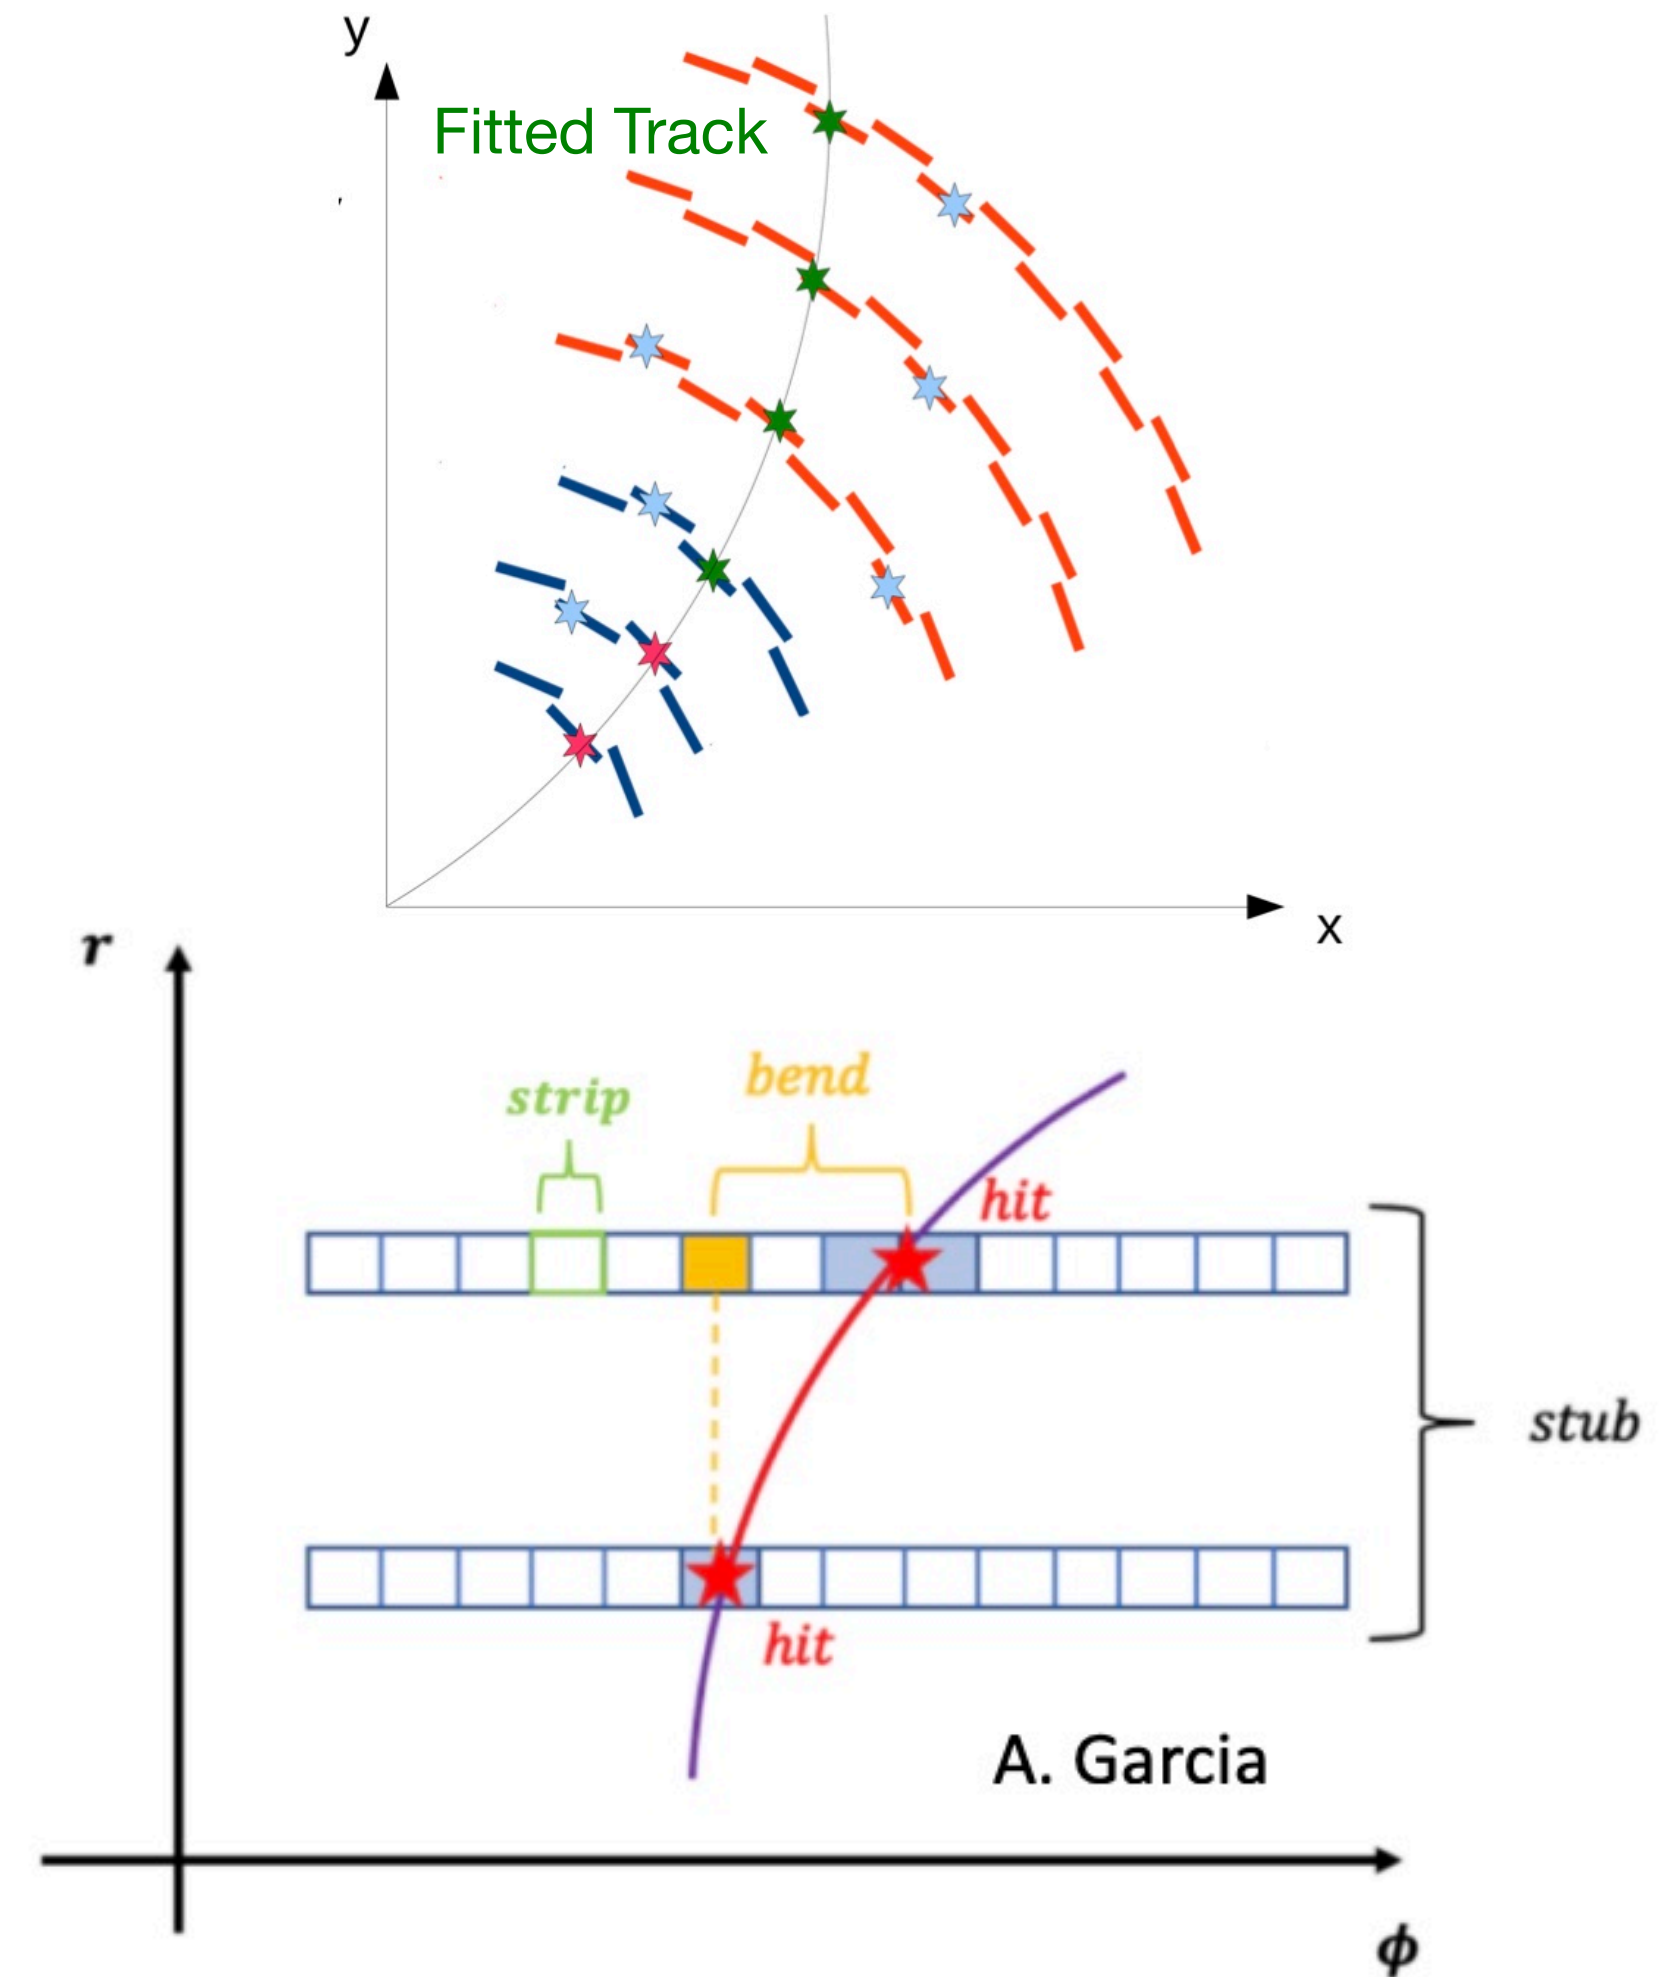 y
Fitted Track
x
r
bend
strip
hit
stub
hit
A. Garcia
ϕ